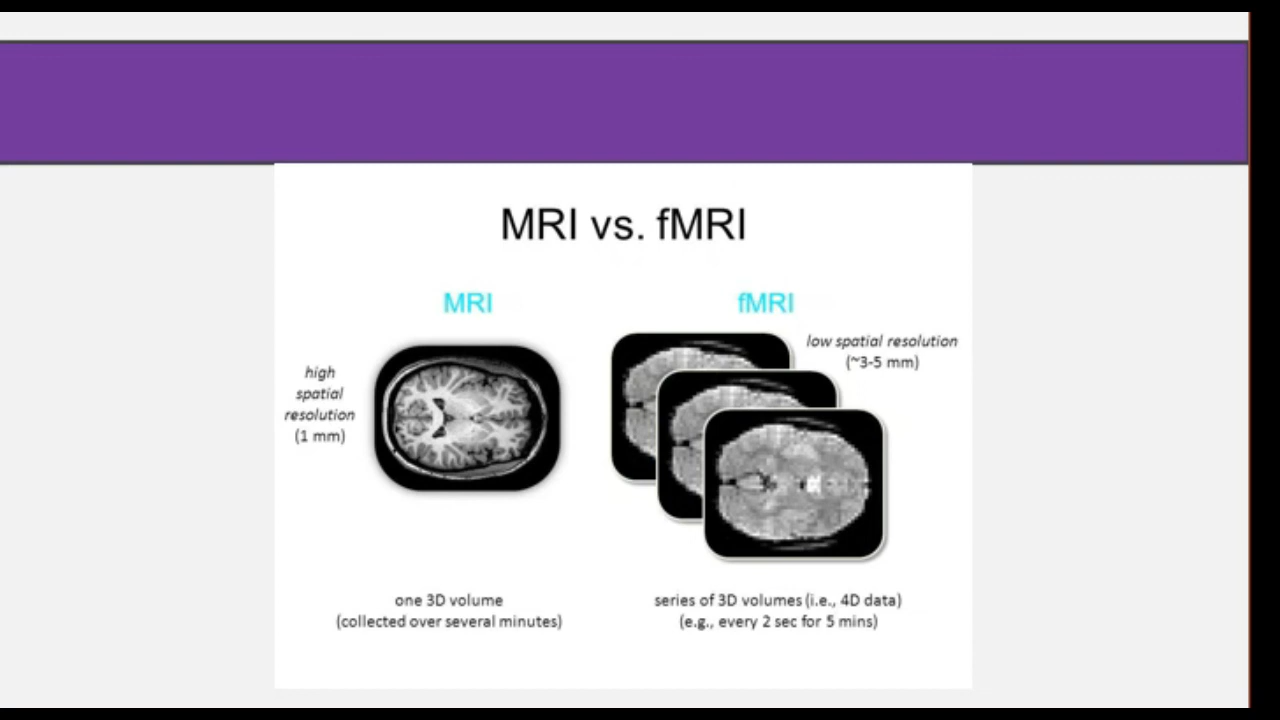 MRI vs. fMRI
MRI
high
spatial
resolution
(1 mm)
one 3D volume
(collected over several minutes)
fMRI
low spatial resolution
(~3-5 mm)
series of 3D volumes (i.e., 4D data)
(e.g., every 2 sec for 5 mins)